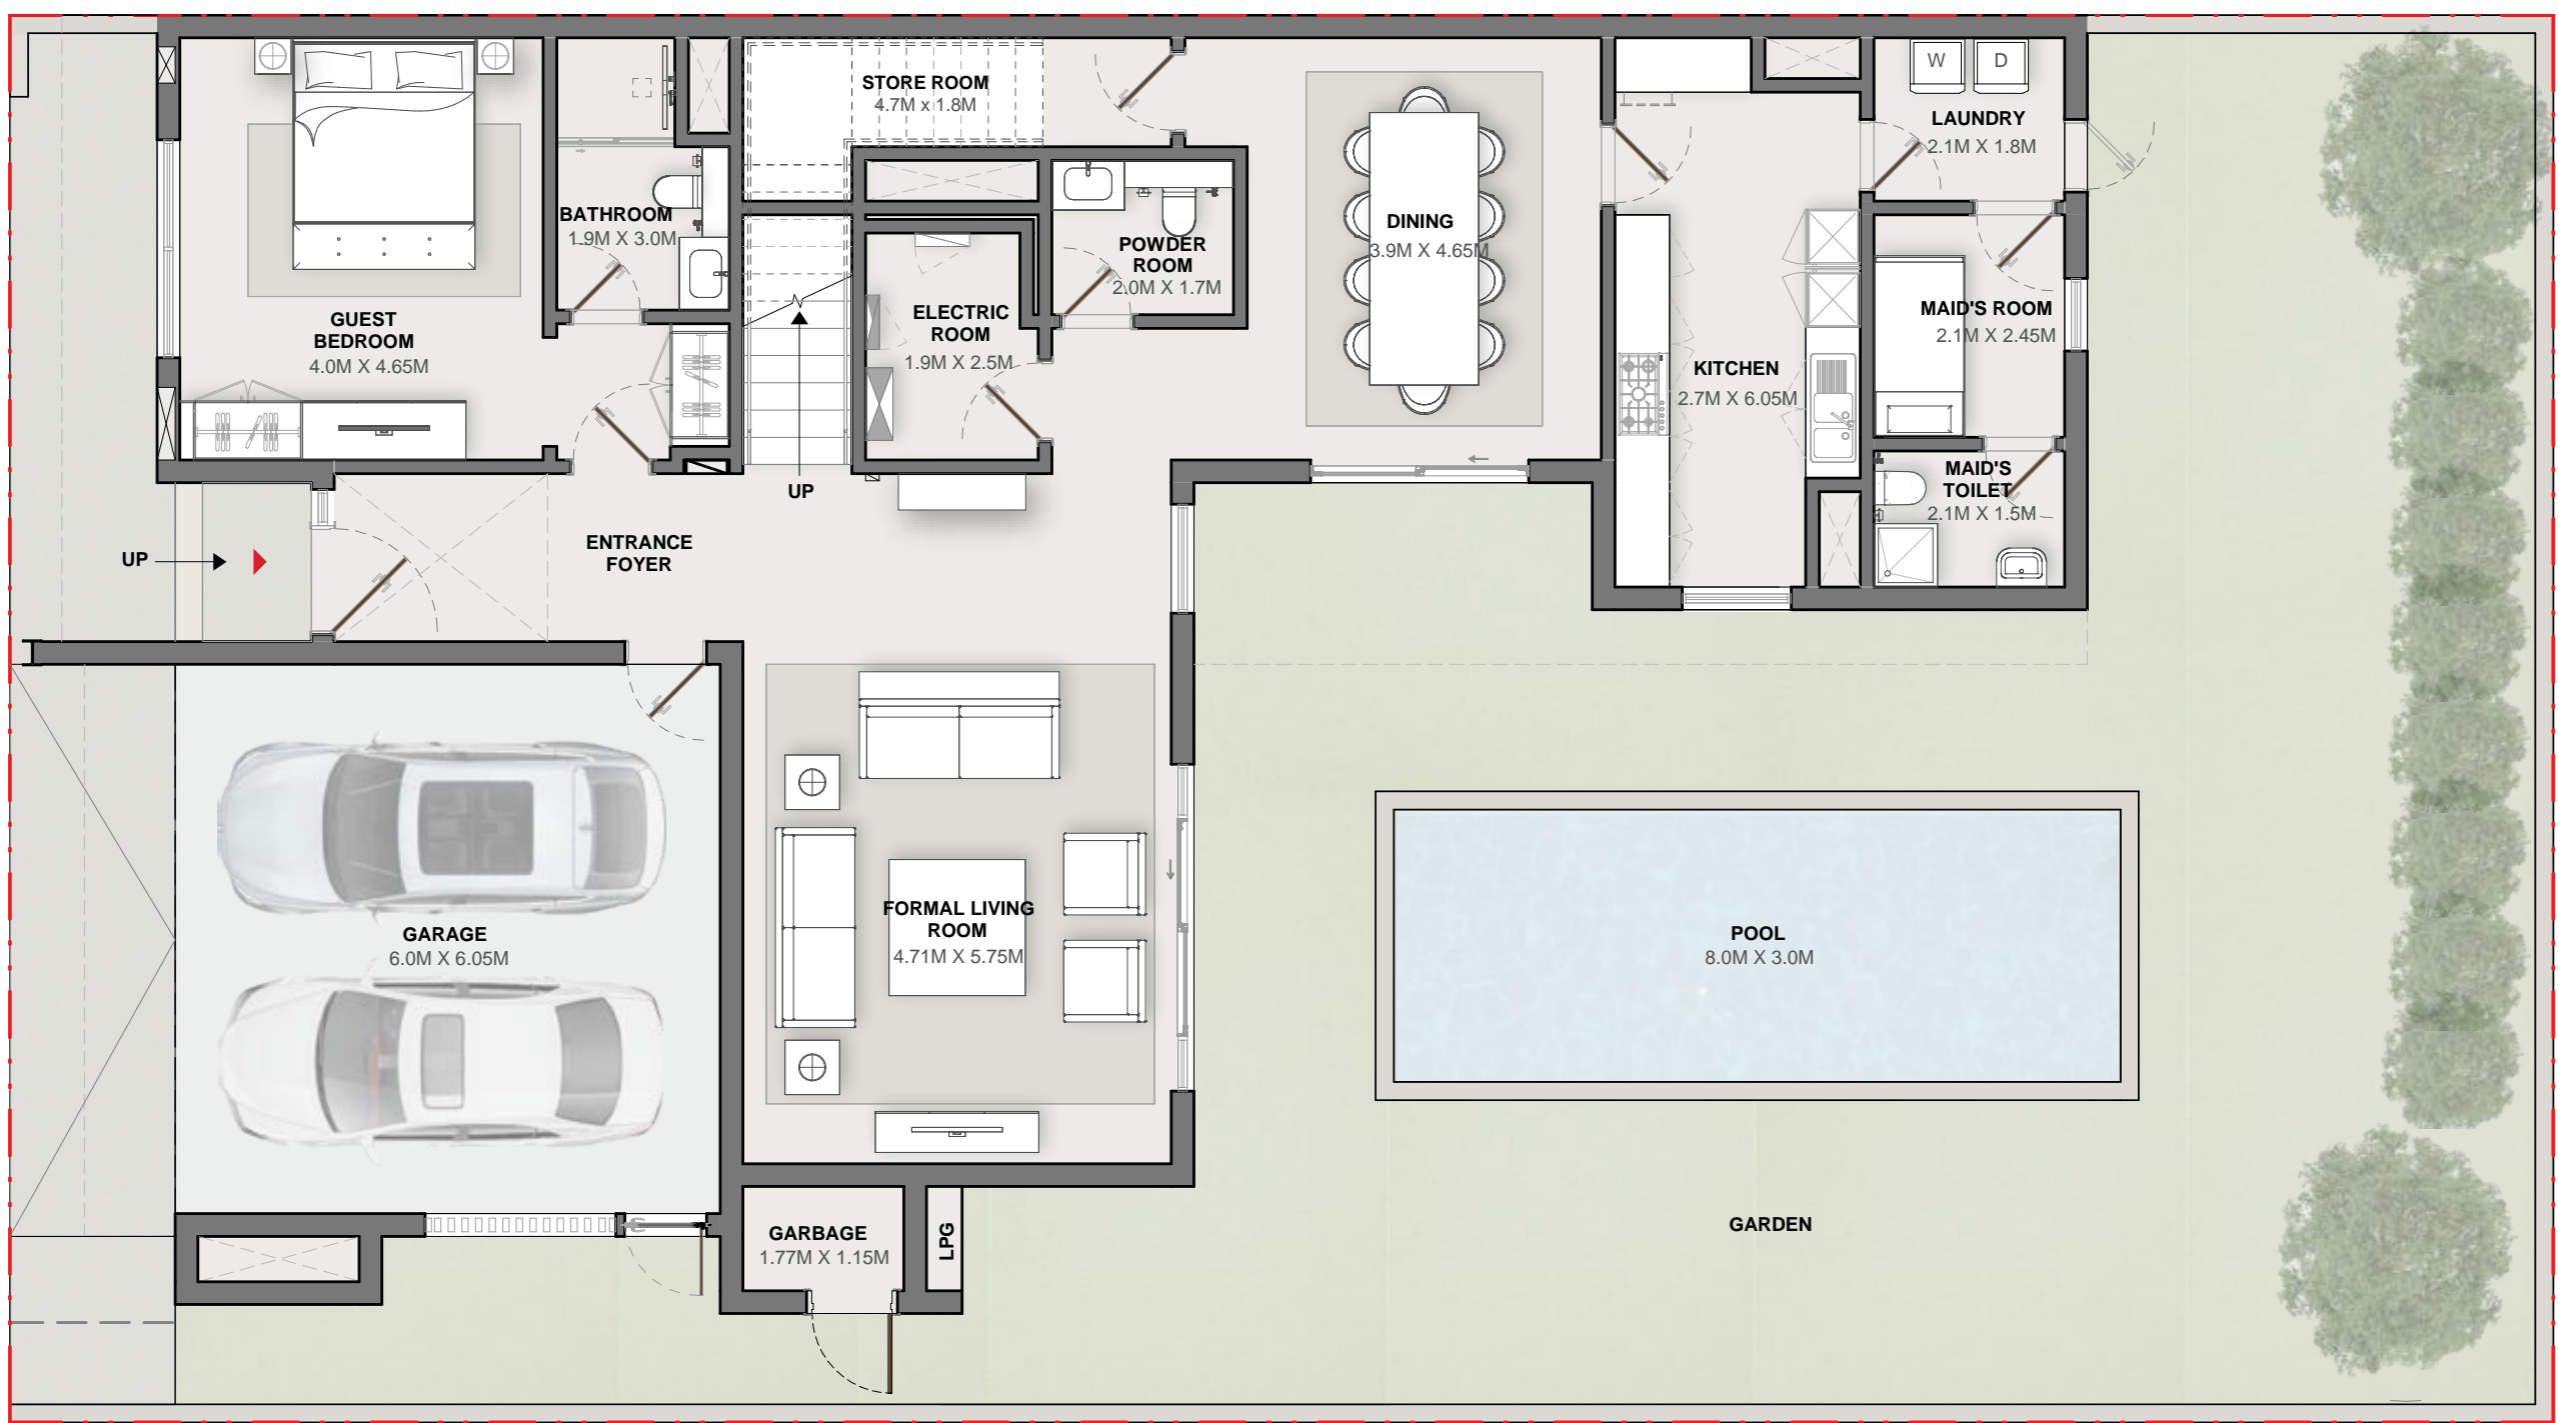 STORE ROOM
4.7M x 1.8M
W
D
LAUNDRY
2.1M X 1.8M
BATHROOM
1.9M X 3.0M
POWDER
ROOM
2.0M X 1.7M
DINING
3.9M X 4.65M
GUEST
BEDROOM
4.0M X 4.65M
ELECTRIC
ROOM
1.9M X 2.5M
MAID'S ROOM
2.1M X 2.45M
KITCHEN
2.7M X 6.05M
MAID'S
TOILET
2.1M X 1.5M
UP
UP
ENTRANCE
FOYER
GARAGE
6.0M X 6.05M
FORMAL LIVING
ROOM
4.71M X 5.75M
POOL
8.0M X 3.0M
GARBAGE
1.77M X 1.15M
LPG
GARDEN